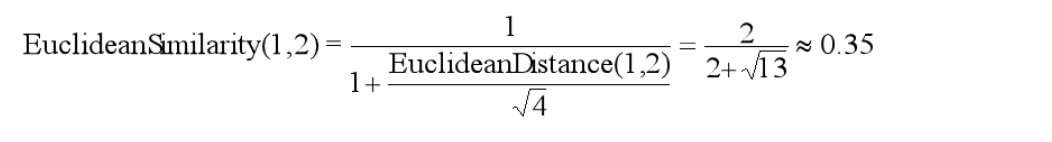 EuclideanSimilarity(1,2) = 1 / (1 + EuclideanDistance(1,2) / √4) = 2 / (2+√13) ≈ 0.35